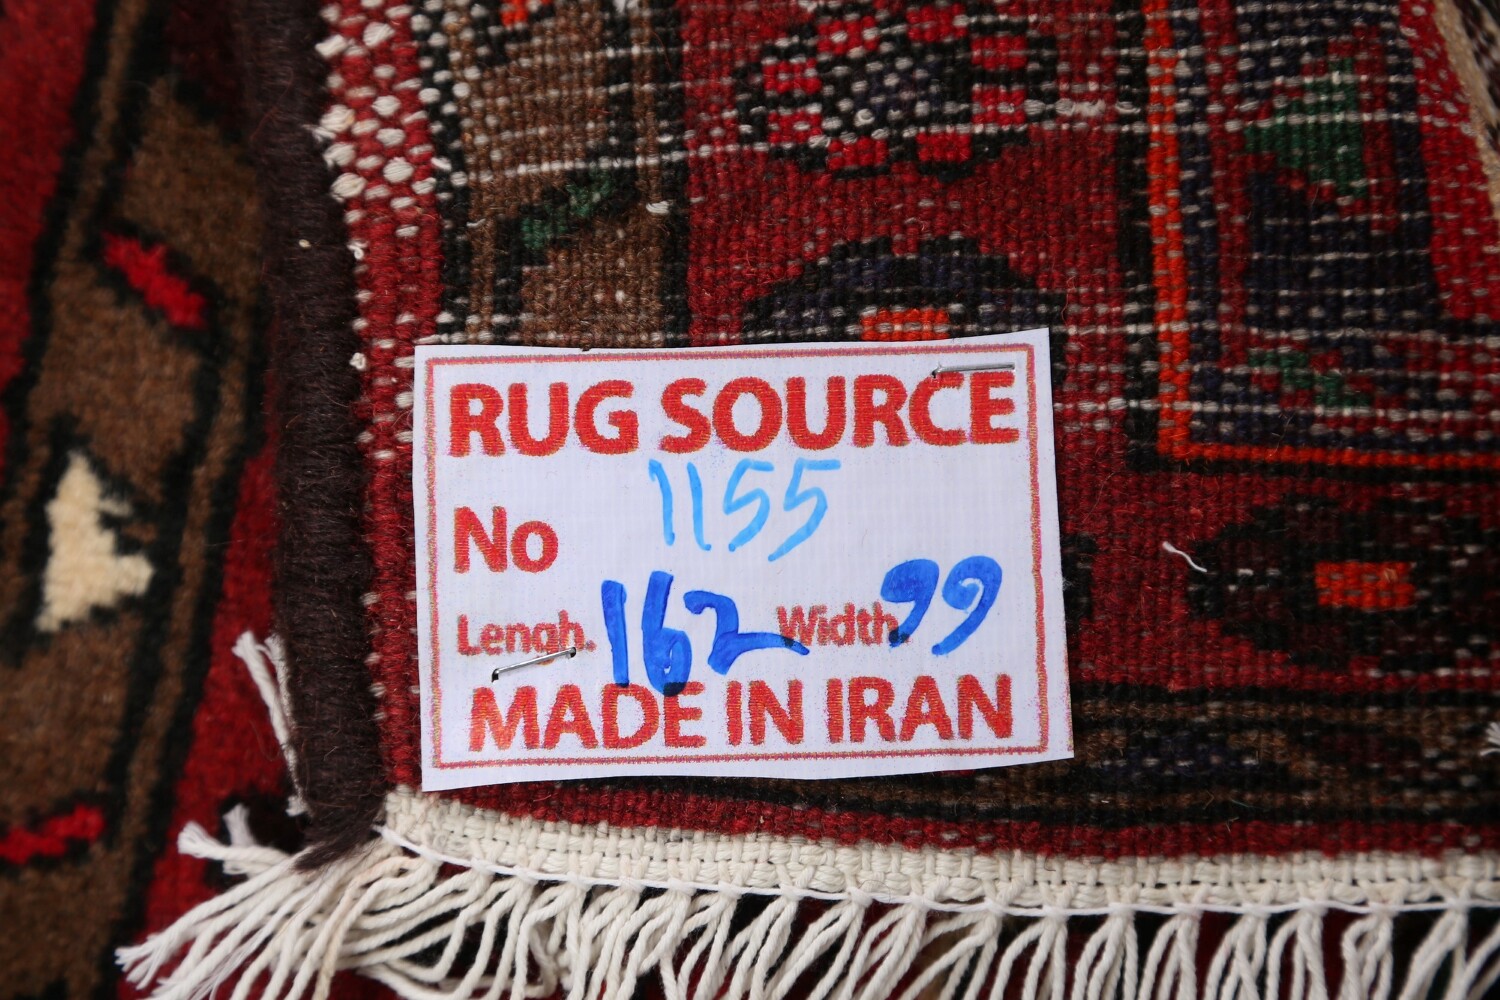 RUG SOURCE
No 1155
Lengh. 162 Width. 99
MADE IN IRAN